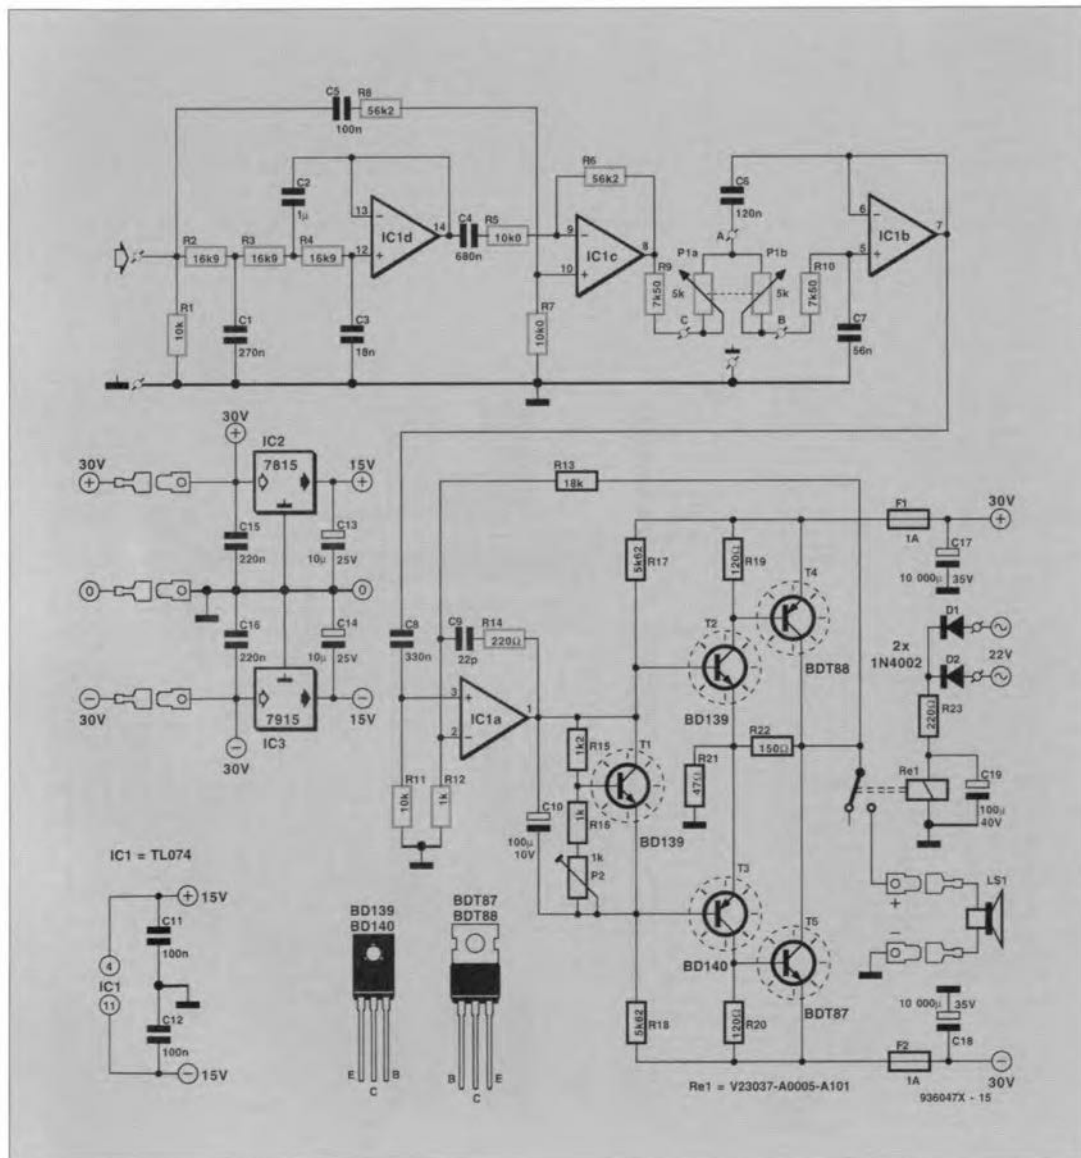 C5
R8
56k2
100n
C2
1µ
R6
56k2
C6
120n
13
14
C4
R5
IC1d
12
680n
10k0
9
8
IC1c
10
A
P1a
P1b
6
7
IC1b
5
R2
R3
R4
16k9
16k9
16k9
R9
7k50
5k
5k
R10
7k50
C
B
R1
10k
C1
270n
C3
18n
R7
10k0
C7
56n
30V
IC2
30V
7815
15V
C15
220n
C13
10µ
25V
0
0
C16
220n
C14
10µ
25V
30V
7915
15V
IC3
30V
R13
18k
F1
1A
30V
C17
10 000µ
35V
R17
5k62
R19
120Ω
T4
BDT88
T2
BD139
D1
D2
2x
1N4002
22V
R23
220Ω
C8
330n
C9
22p
R14
220Ω
3
1
IC1a
2
R15
1k2
T1
BD139
R21
47Ω
R22
150Ω
Re1
C19
100µ
40V
R11
10k
R12
1k
C10
100µ
10V
R16
1k
1k
P2
T3
BD140
T5
BDT87
+
−
LS1
R18
5k62
R20
120Ω
10 000µ
35V
C18
F2
1A
30V
IC1 = TL074
15V
C11
100n
4
IC1
11
C12
100n
15V
BD139
BD140
E
C
B
BDT87
BDT88
B
C
E
Re1 = V23037-A0005-A101
936047X - 15